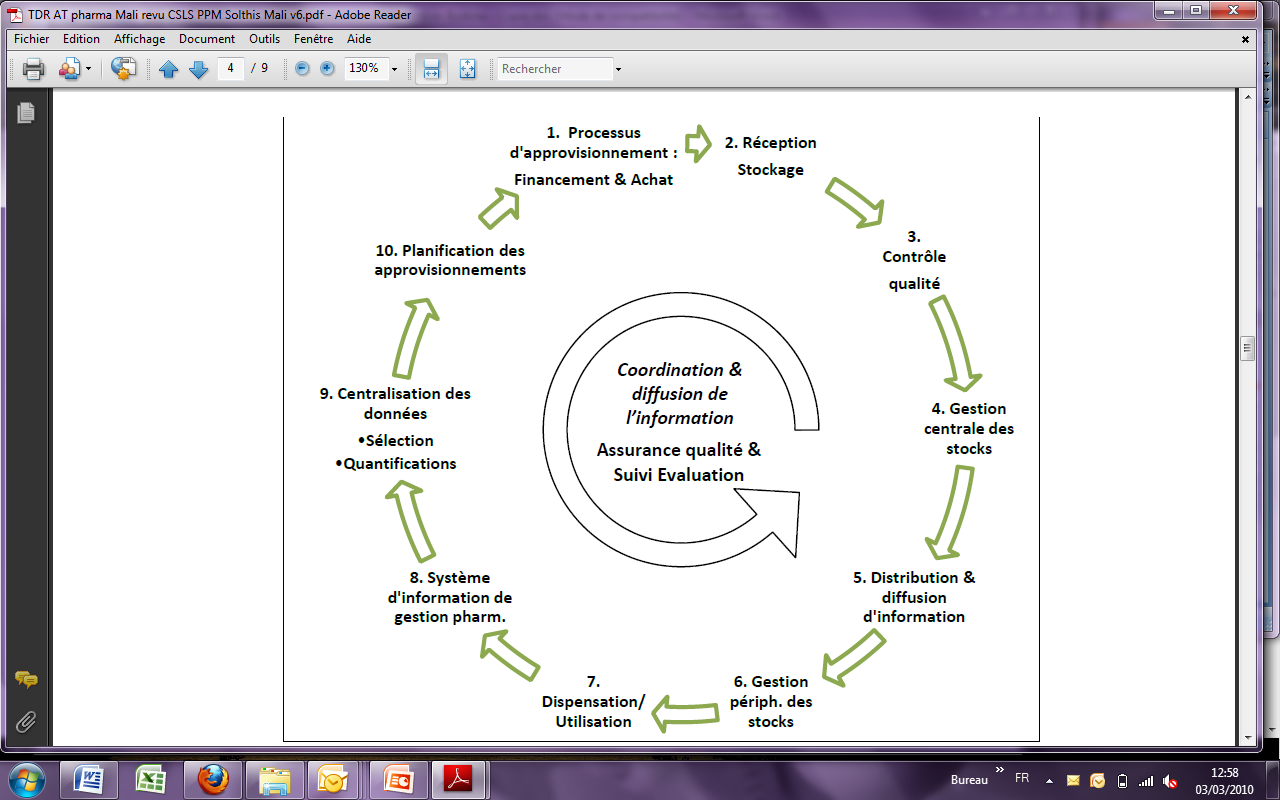 TDR AT pharma Mali revu CSLS PPM Solthis Mali v6.pdf - Adobe Reader
Fichier Edition Affichage Document Outils Fenêtre Aide
4 / 9 130% Rechercher
1. Processus
d'approvisionnement :
Financement & Achat
2. Réception
Stockage
3.
Contrôle
qualité
4. Gestion
centrale des
stocks
5. Distribution &
diffusion
d'information
6. Gestion
périph. des
stocks
7.
Dispensation/
Utilisation
8. Système
d'information de
gestion pharm.
9. Centralisation des
données
•Sélection
•Quantifications
10. Planification des
approvisionnements
Coordination &
diffusion de
l’information
Assurance qualité &
Suivi Evaluation
Bureau » FR
12:58
03/03/2010